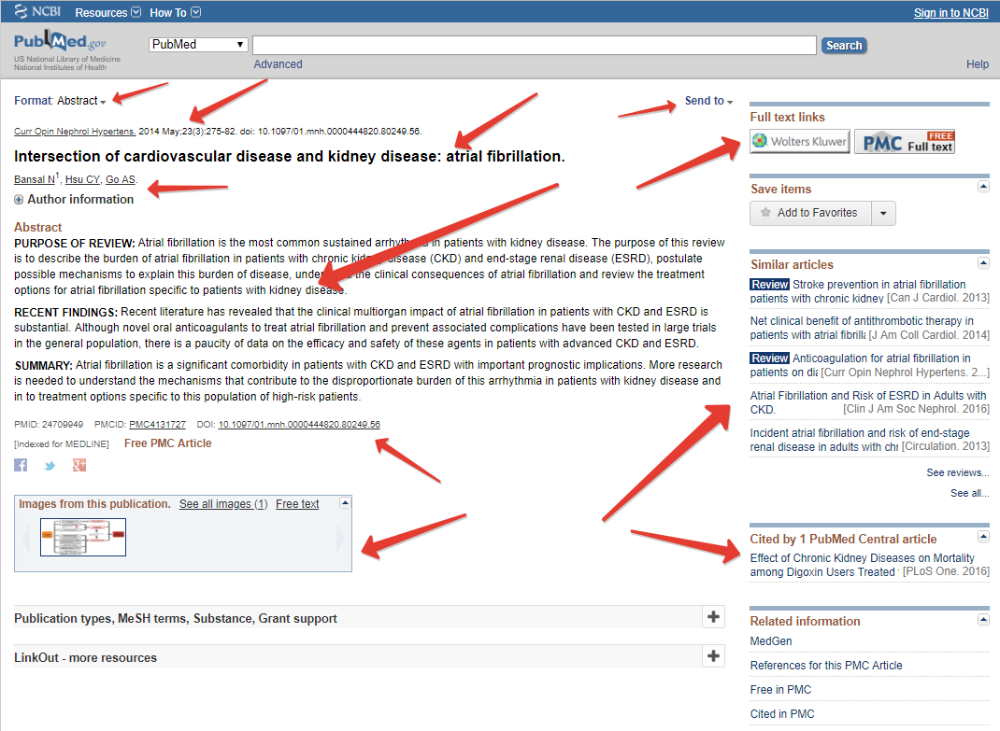 NCBI Resources How To Sign in to NCBI
PubMed.gov
US National Library of Medicine
National Institutes of Health
PubMed
Search
Advanced
Help
Format: Abstract
Send to
Curr Opin Nephrol Hypertens. 2014 May;23(3):275-82. doi: 10.1097/01.mnh.0000444820.80249.56.
Intersection of cardiovascular disease and kidney disease: atrial fibrillation.
Bansal N1, Hsu CY, Go AS.
Author information
Abstract
PURPOSE OF REVIEW: Atrial fibrillation is the most common sustained arrhythmia in patients with kidney disease. The purpose of this review
is to describe the burden of atrial fibrillation in patients with chronic kidney disease (CKD) and end-stage renal disease (ESRD), postulate
possible mechanisms to explain this burden of disease, understand the clinical consequences of atrial fibrillation and review the treatment
options for atrial fibrillation specific to patients with kidney disease.
RECENT FINDINGS: Recent literature has revealed that the clinical multiorgan impact of atrial fibrillation in patients with CKD and ESRD is
substantial. Although novel oral anticoagulants to treat atrial fibrillation and prevent associated complications have been tested in large trials
in the general population, there is a paucity of data on the efficacy and safety of these agents in patients with advanced CKD and ESRD.
SUMMARY: Atrial fibrillation is a significant comorbidity in patients with CKD and ESRD with important prognostic implications. More research
is needed to understand the mechanisms that contribute to the disproportionate burden of this arrhythmia in patients with kidney disease and
in to treatment options specific to this population of high-risk patients.
PMID: 24709949 PMCID: PMC4131727 DOI: 10.1097/01.mnh.0000444820.80249.56
[Indexed for MEDLINE] Free PMC Article
Images from this publication. See all images (1) Free text
Publication types, MeSH terms, Substance, Grant support
LinkOut - more resources
Full text links
Wolters Kluwer
PMC FREE Full text
Save items
Add to Favorites
Similar articles
Review Stroke prevention in atrial fibrillation
patients with chronic kidney [Can J Cardiol. 2013]
Net clinical benefit of antithrombotic therapy in
patients with atrial fibrill [J Am Coll Cardiol. 2014]
Review Anticoagulation for atrial fibrillation in
patients on di [Curr Opin Nephrol Hypertens. 2...]
Atrial Fibrillation and Risk of ESRD in Adults with
CKD. [Clin J Am Soc Nephrol. 2016]
Incident atrial fibrillation and risk of end-stage
renal disease in adults with chr [Circulation. 2013]
See reviews...
See all...
Cited by 1 PubMed Central article
Effect of Chronic Kidney Diseases on Mortality
among Digoxin Users Treated [PLoS One. 2016]
Related information
MedGen
References for this PMC Article
Free in PMC
Cited in PMC